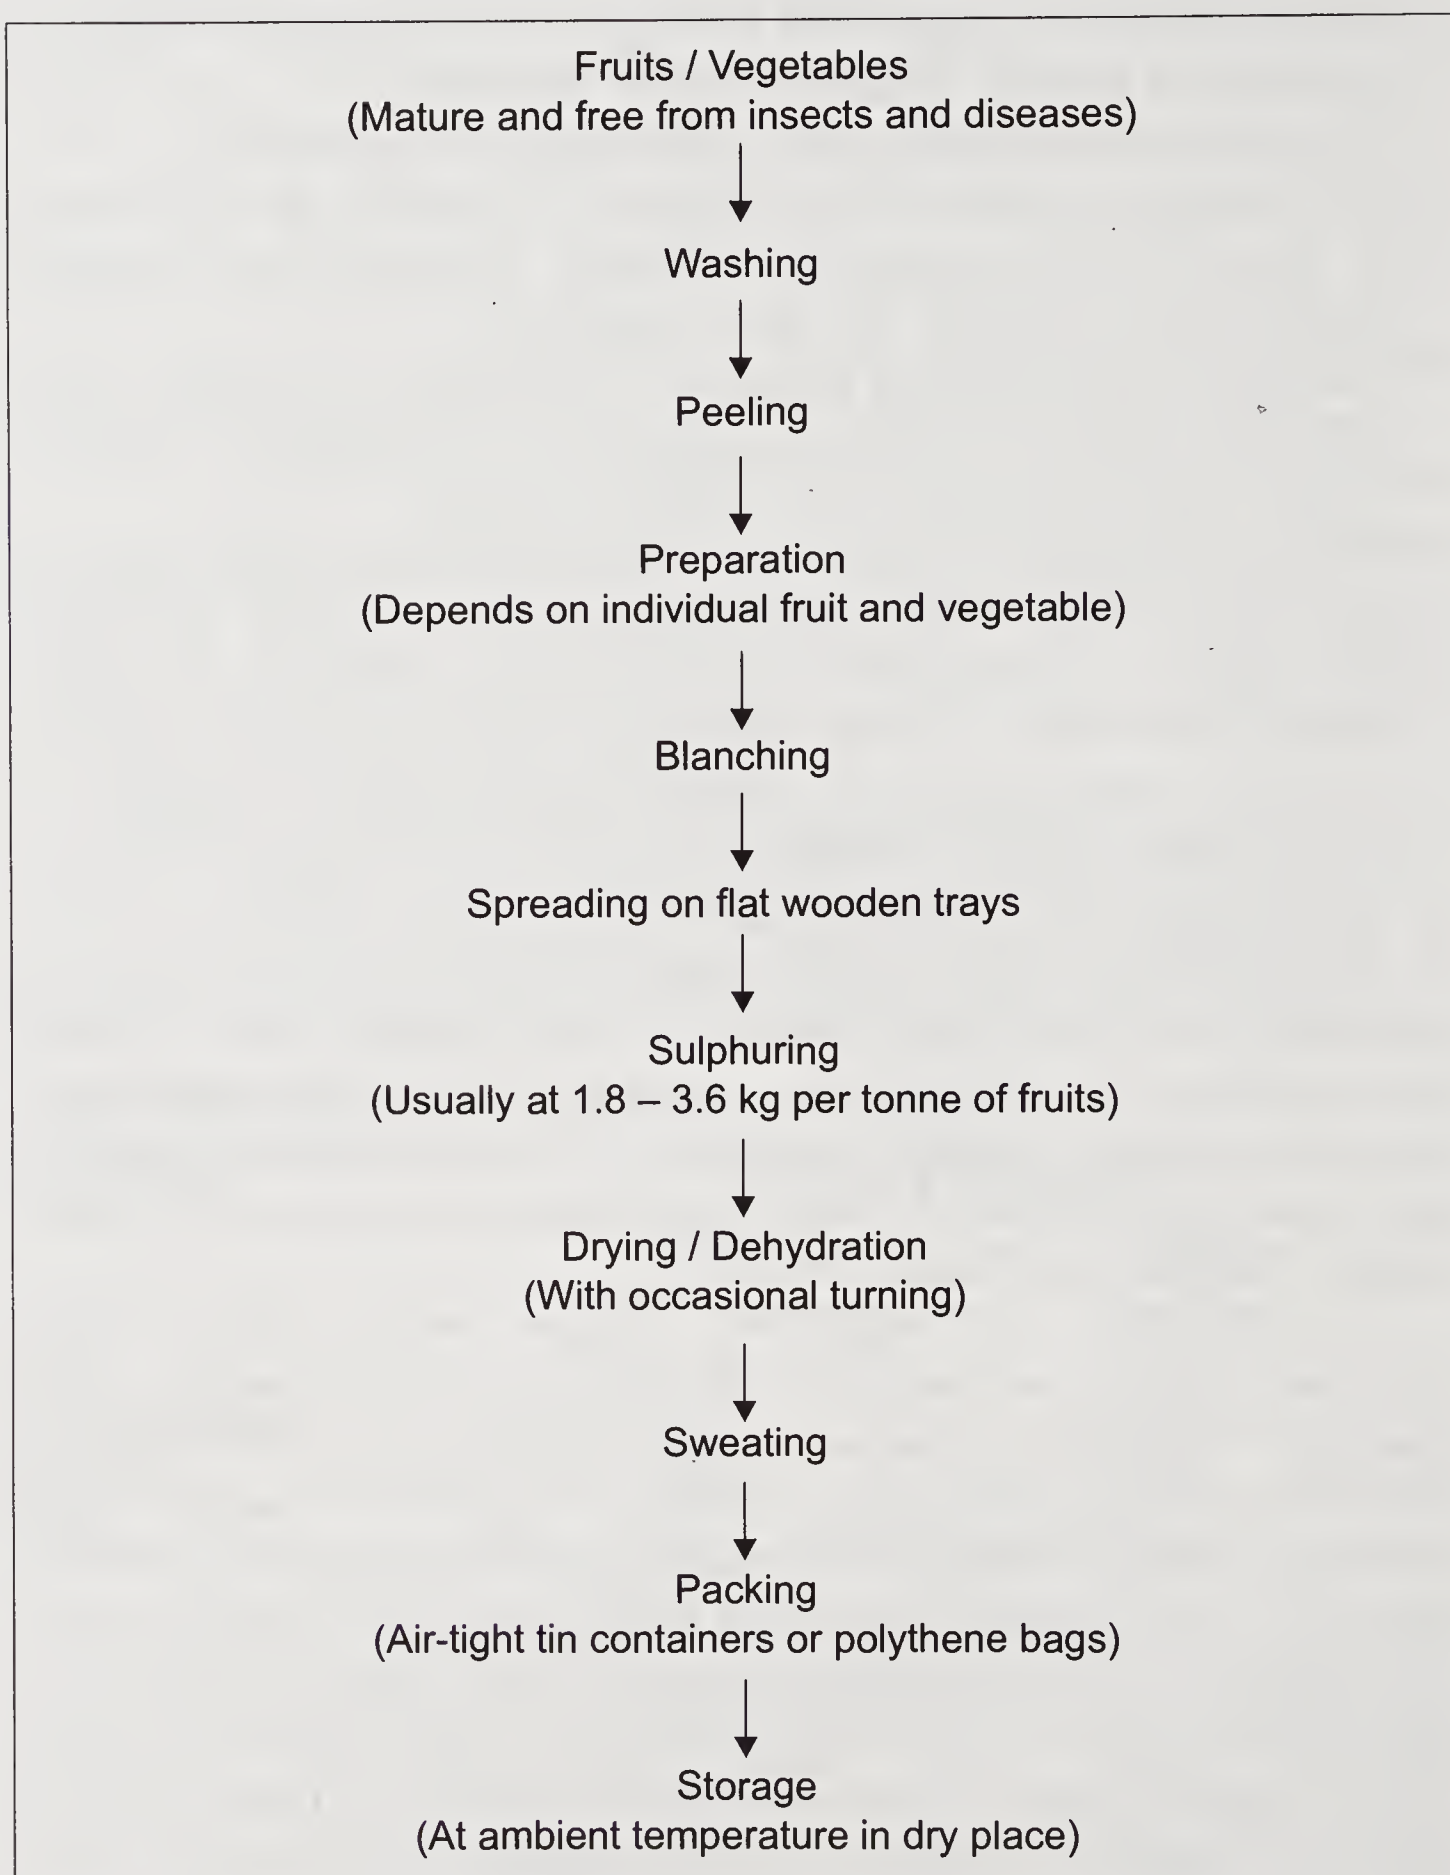 Fruits / Vegetables
(Mature and free from insects and diseases)
Washing
Peeling
Preparation
(Depends on individual fruit and vegetable)
Blanching
Spreading on flat wooden trays
Sulphuring
(Usually at 1.8 – 3.6 kg per tonne of fruits)
Drying / Dehydration
(With occasional turning)
Sweating
Packing
(Air-tight tin containers or polythene bags)
Storage
(At ambient temperature in dry place)